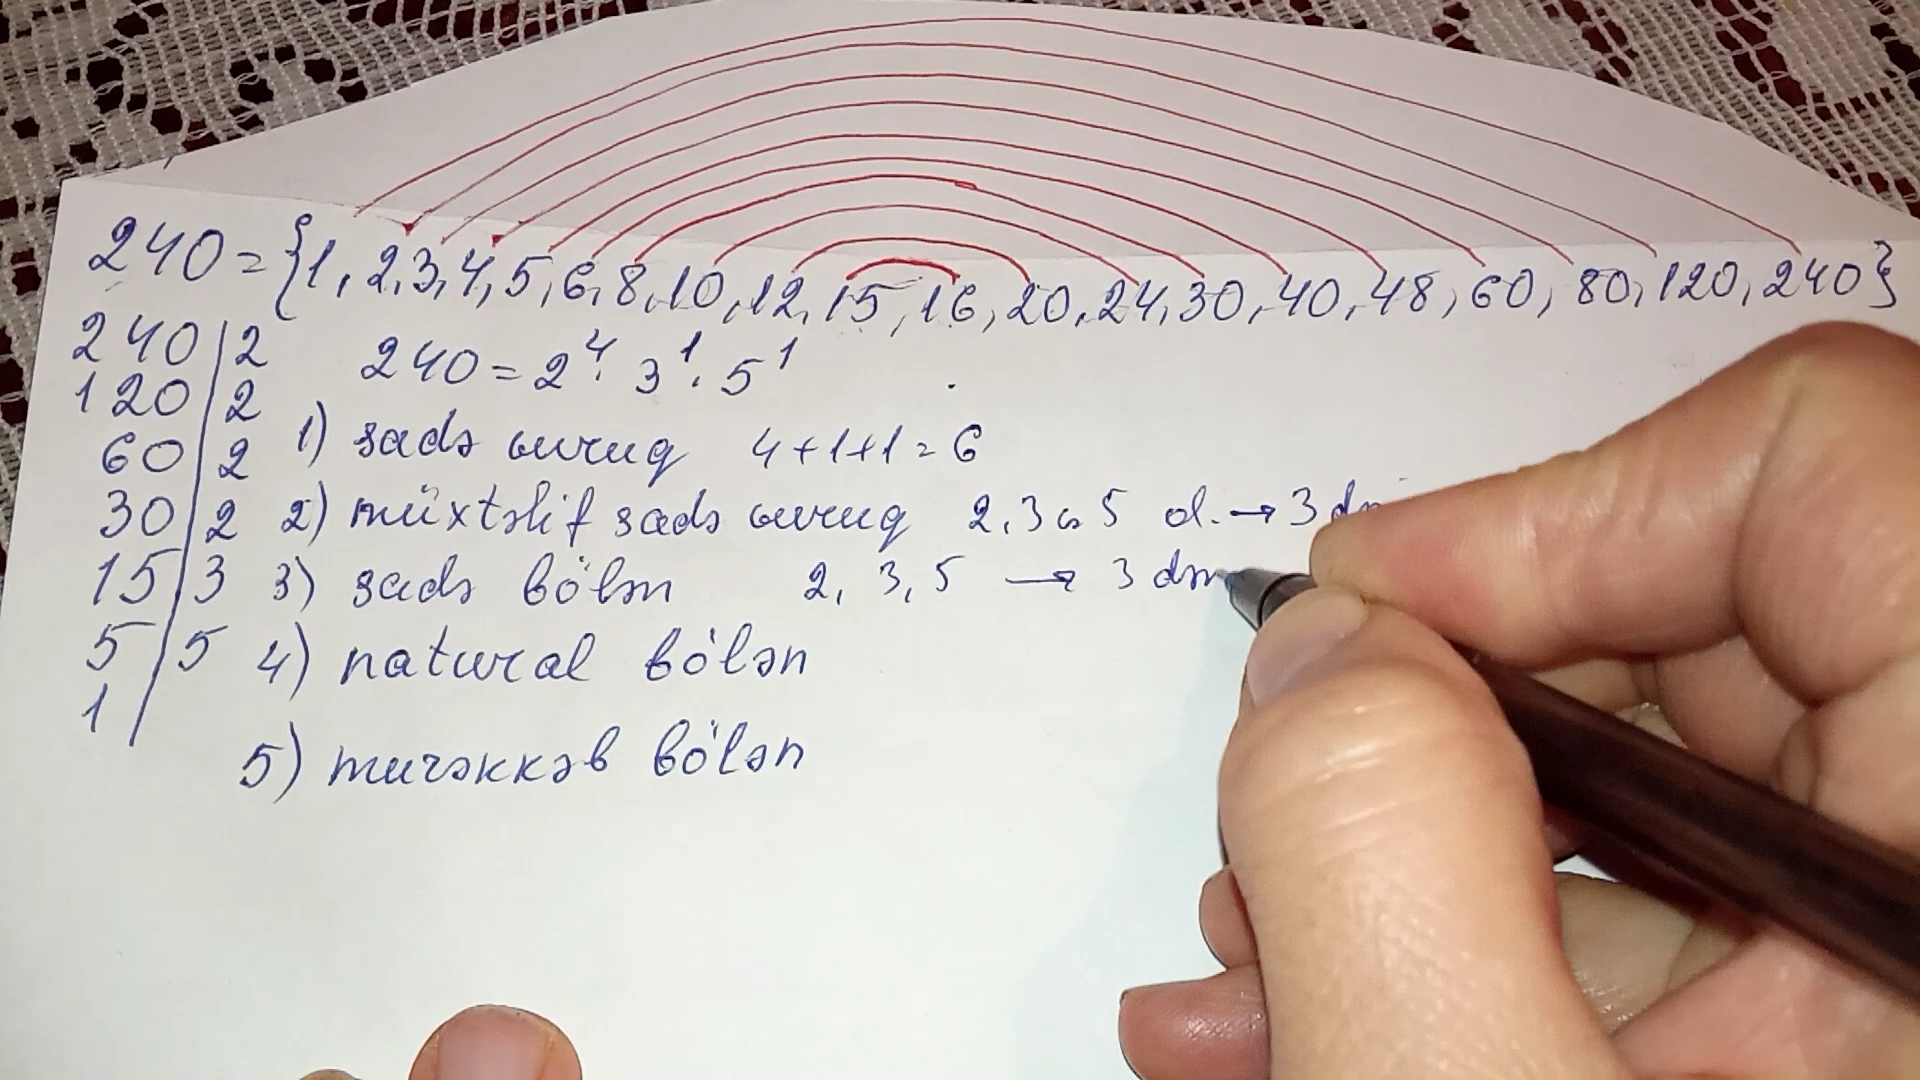 240 = {1, 2, 3, 4, 5, 6, 8, 10, 12, 15, 16, 20, 24, 30, 40, 48, 60, 80, 120, 240}
240 | 2
120 | 2
60 | 2
30 | 2
15 | 3
5 | 5
1 |
240 = 2⁴ · 3¹ · 5¹
1) sadə vuruq 4+1+1=6
2) müxtəlif sadə vuruq 2, 3 və 5 əd. → 3
3) sadə bölən 2, 3, 5 → 3 dən
4) natural bölən
5) mürəkkəb bölən